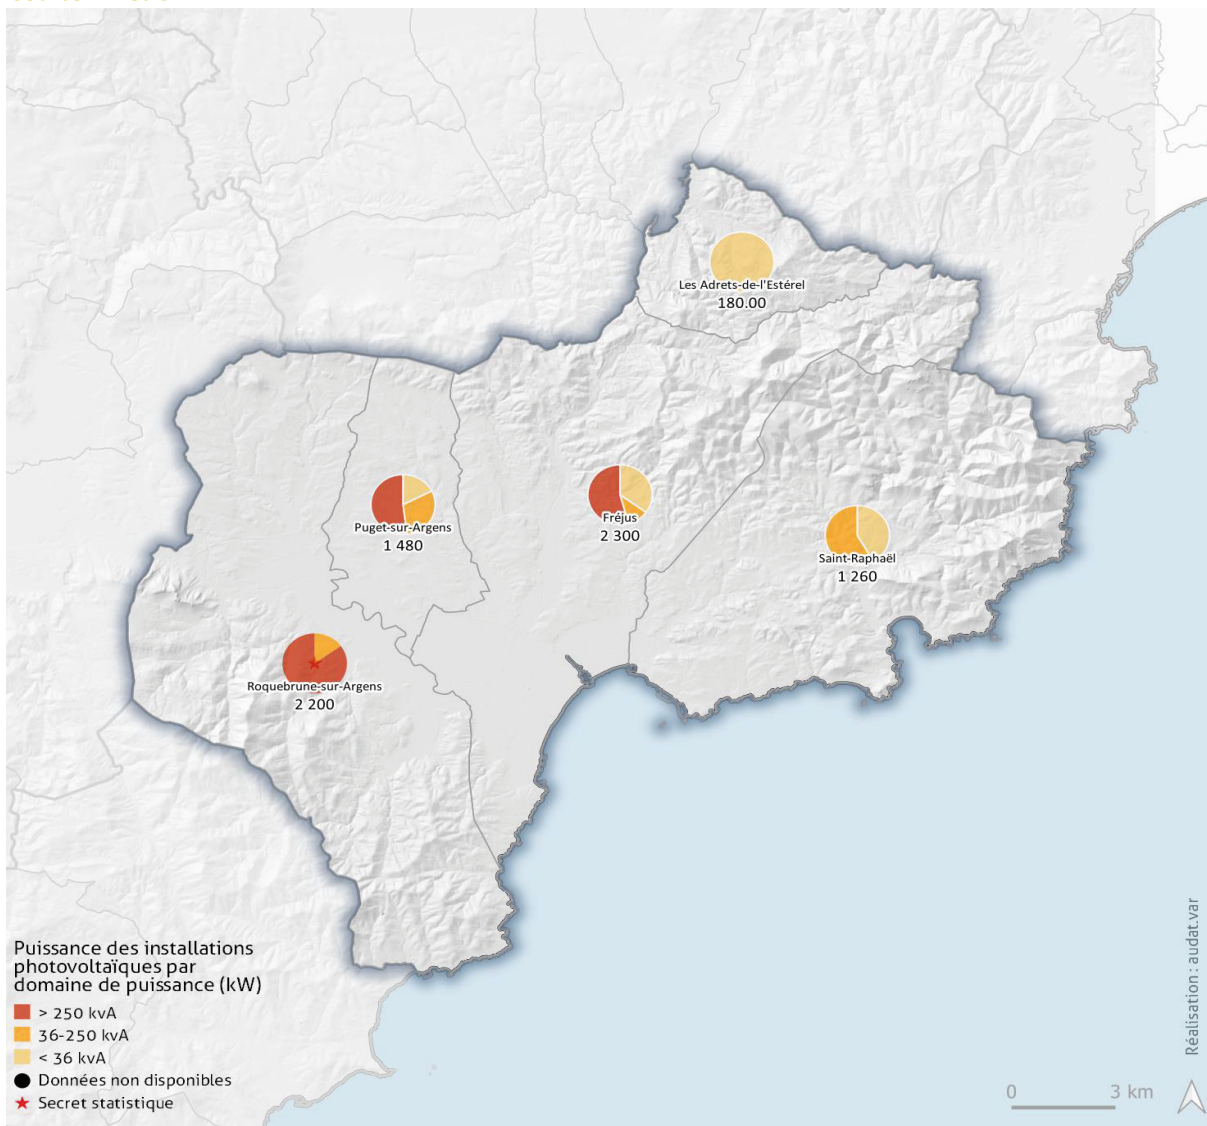 Les Adrets-de-l'Estérel
180.00
Puget-sur-Argens
1 480
Fréjus
2 300
Saint-Raphaël
1 260
Roquebrune-sur-Argens
2 200
Puissance des installations
photovoltaïques par
domaine de puissance (kW)
> 250 kvA
36-250 kvA
< 36 kvA
Données non disponibles
Secret statistique
0 3 km
Réalisation : audat.var